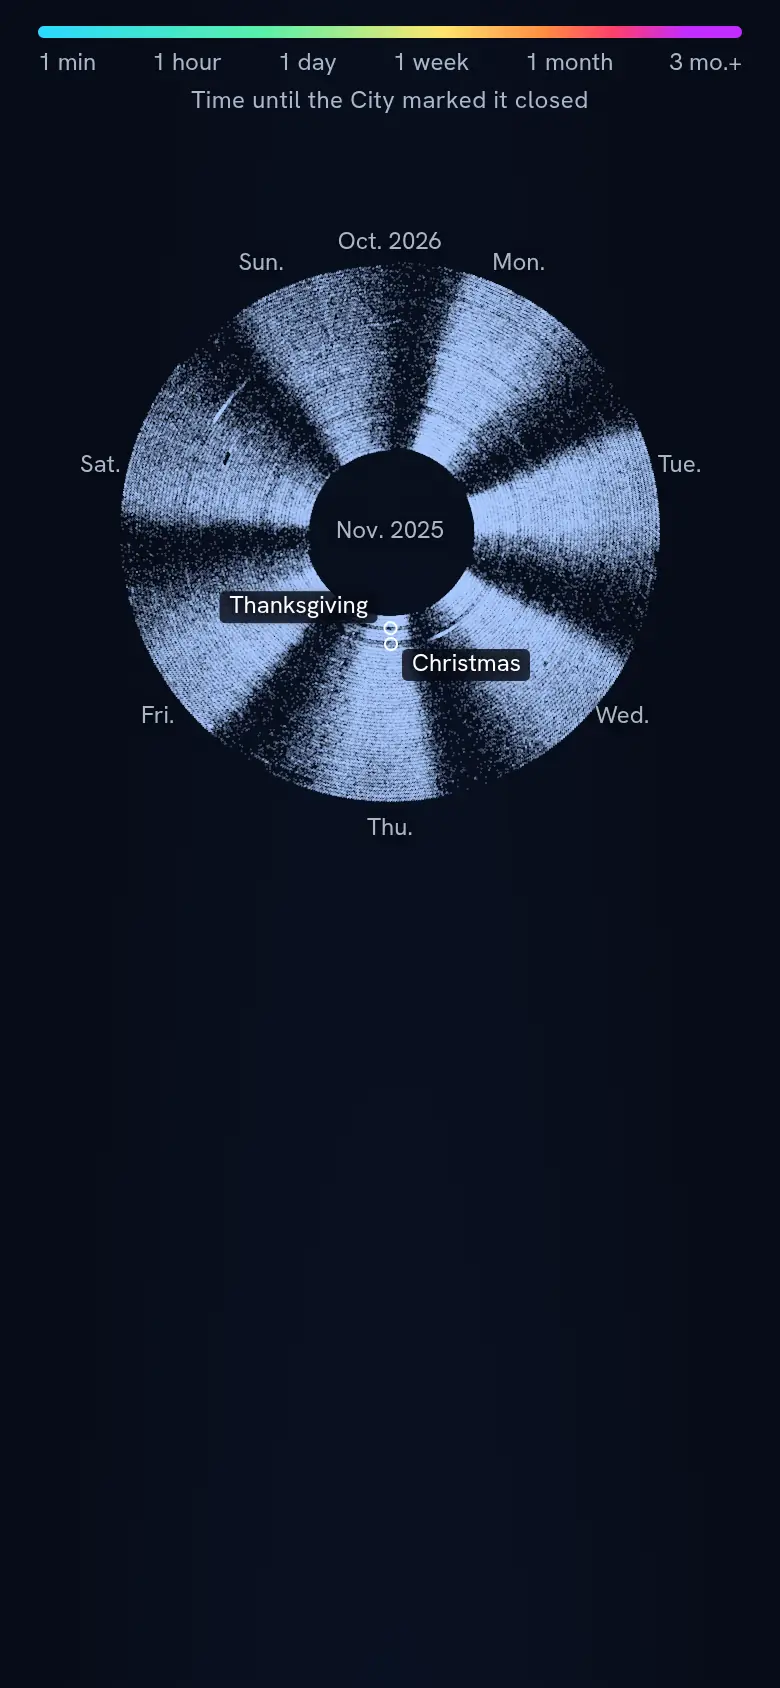 1 min 1 hour 1 day 1 week 1 month 3 mo.+
Time until the City marked it closed
Oct. 2026
Sun. Mon.
Sat. Tue.
Nov. 2025
Thanksgiving
Christmas
Fri. Wed.
Thu.